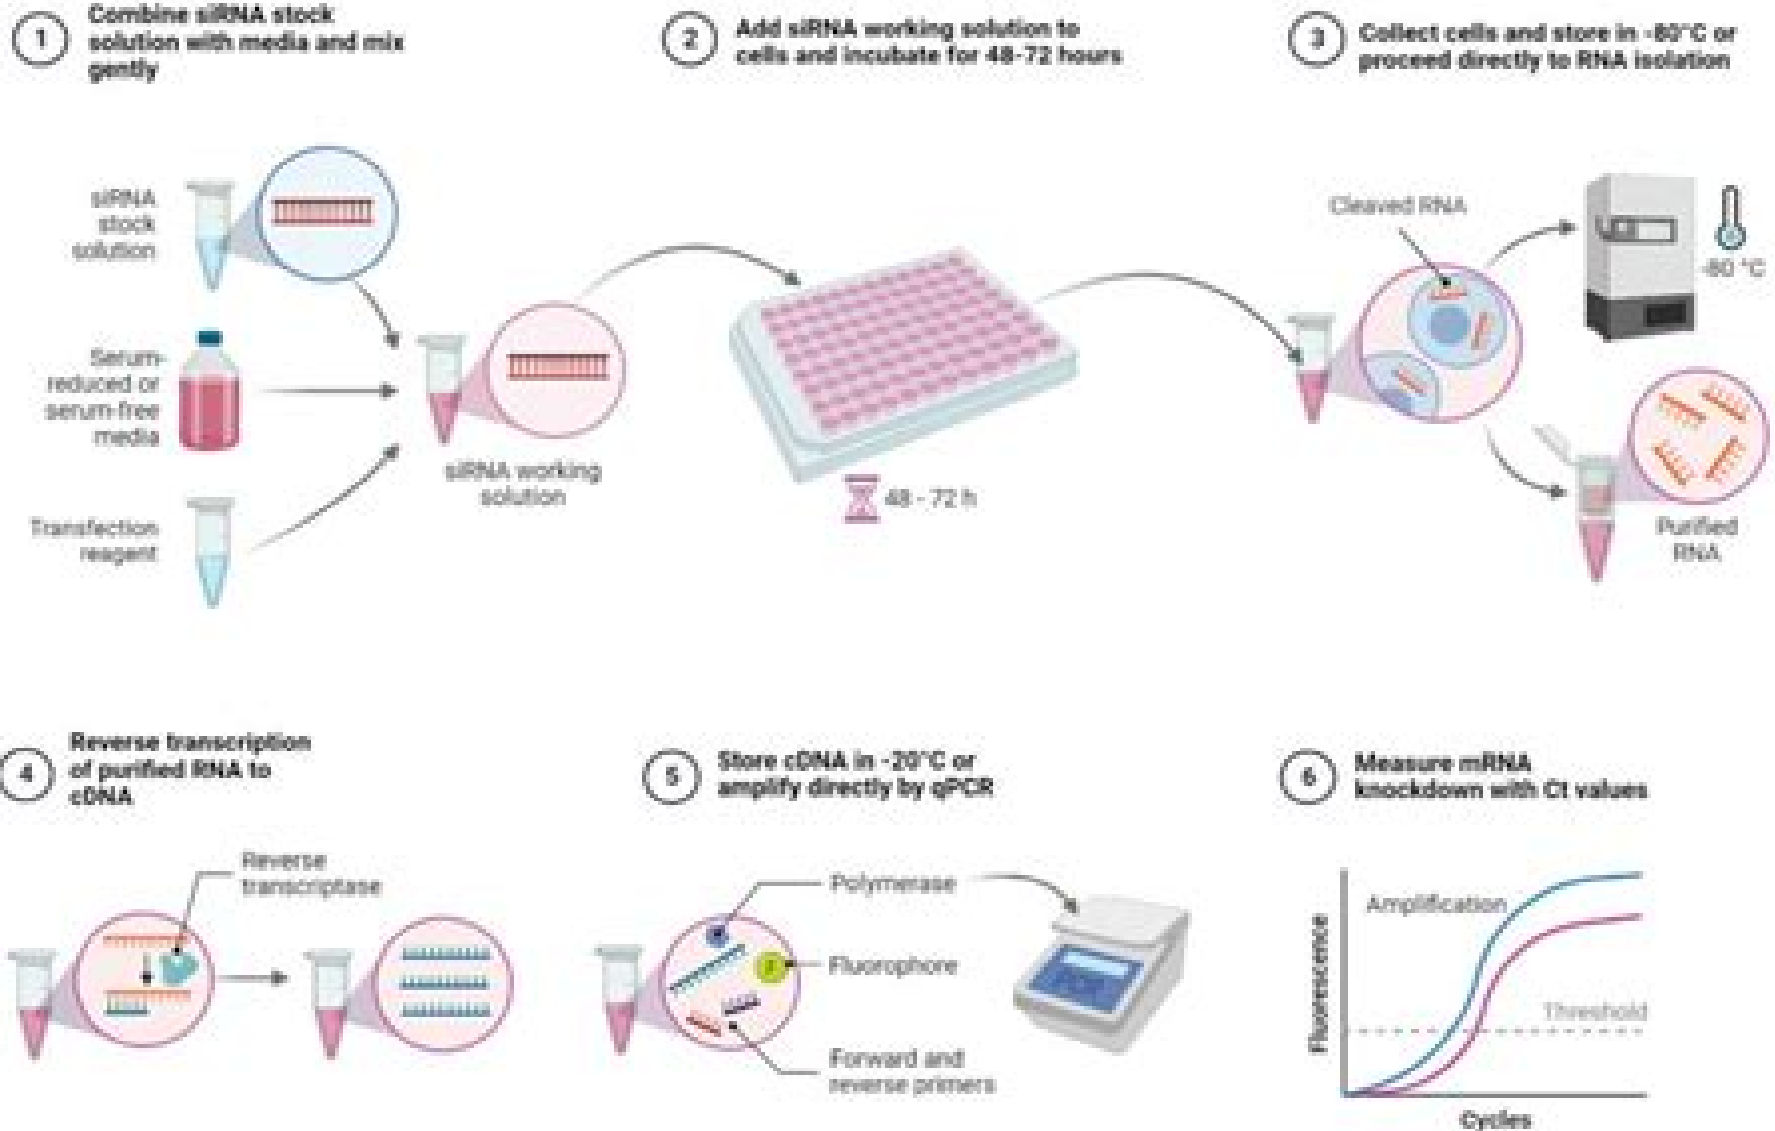 1
Combine siRNA stock
solution with media and mix
gently
2
Add siRNA working solution to
cells and incubate for 48-72 hours
3
Collect cells and store in -80°C or
proceed directly to RNA isolation
siRNA
stock
solution
Serum-
reduced or
serum-free
media
Transfection
reagent
siRNA working
solution
48 - 72 h
Cleaved RNA
-80 °C
Purified
RNA
4
Reverse transcription
of purified RNA to
cDNA
Reverse
transcriptase
5
Store cDNA in -20°C or
amplify directly by qPCR
Polymerase
Fluorophore
Forward and
reverse primers
6
Measure mRNA
knockdown with Ct values
Amplification
Threshold
Fluorescence
Cycles